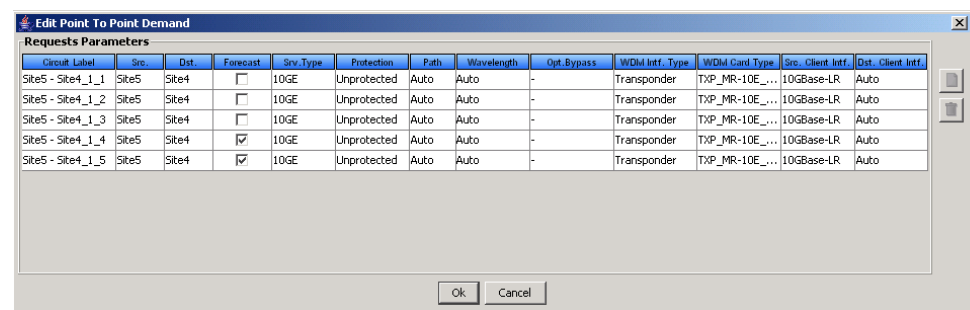 Edit Point To Point Demand
Requests Parameters
Circuit Label Src. Dst. Forecast Srv.Type Protection Path Wavelength Opt.Bypass WDM Intf. Type WDM Card Type Src. Client Intf. Dst. Client Intf.
Site5 - Site4_1_1 Site5 Site4 10GE Unprotected Auto Auto - Transponder TXP_MR-10E_... 10GBase-LR Auto
Site5 - Site4_1_2 Site5 Site4 10GE Unprotected Auto Auto - Transponder TXP_MR-10E_... 10GBase-LR Auto
Site5 - Site4_1_3 Site5 Site4 10GE Unprotected Auto Auto - Transponder TXP_MR-10E_... 10GBase-LR Auto
Site5 - Site4_1_4 Site5 Site4 10GE Unprotected Auto Auto - Transponder TXP_MR-10E_... 10GBase-LR Auto
Site5 - Site4_1_5 Site5 Site4 10GE Unprotected Auto Auto - Transponder TXP_MR-10E_... 10GBase-LR Auto
Ok Cancel